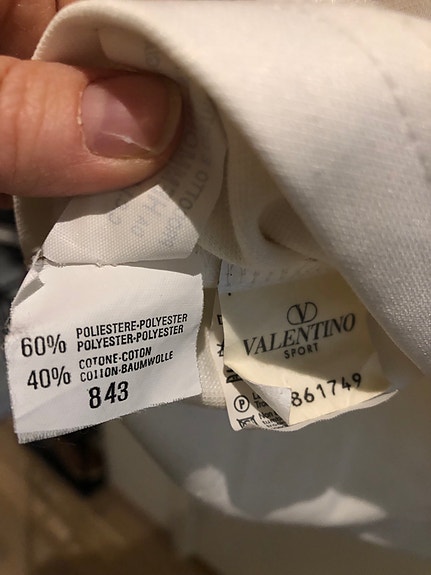 60% POLIESTERE-POLYESTER
POLYESTER-POLYESTER
40% COTONE-COTON
COTTON-BAUMWOLLE
843
V
VALENTINO
SPORT
861749
P